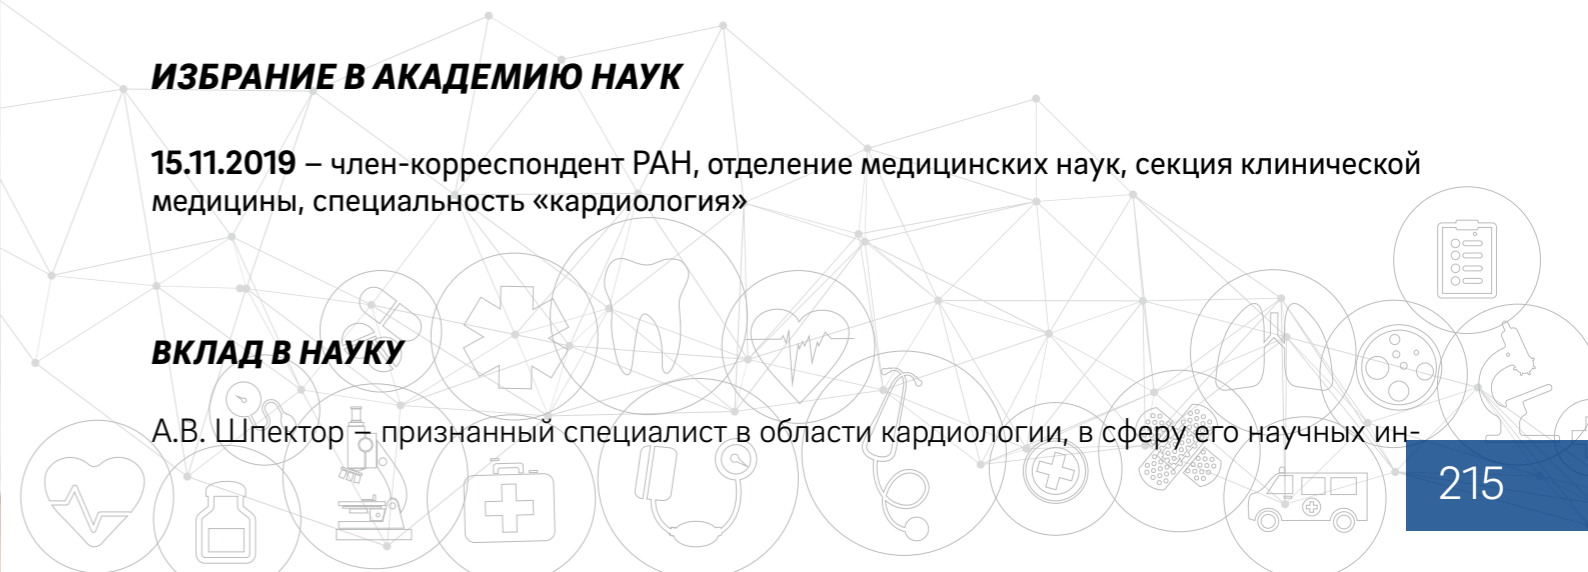 ИЗБРАНИЕ В АКАДЕМИЮ НАУК
15.11.2019 – член-корреспондент РАН, отделение медицинских наук, секция клинической
медицины, специальность «кардиология»
ВКЛАД В НАУКУ
А.В. Шпектор – признанный специалист в области кардиологии, в сферу его научных ин-
215